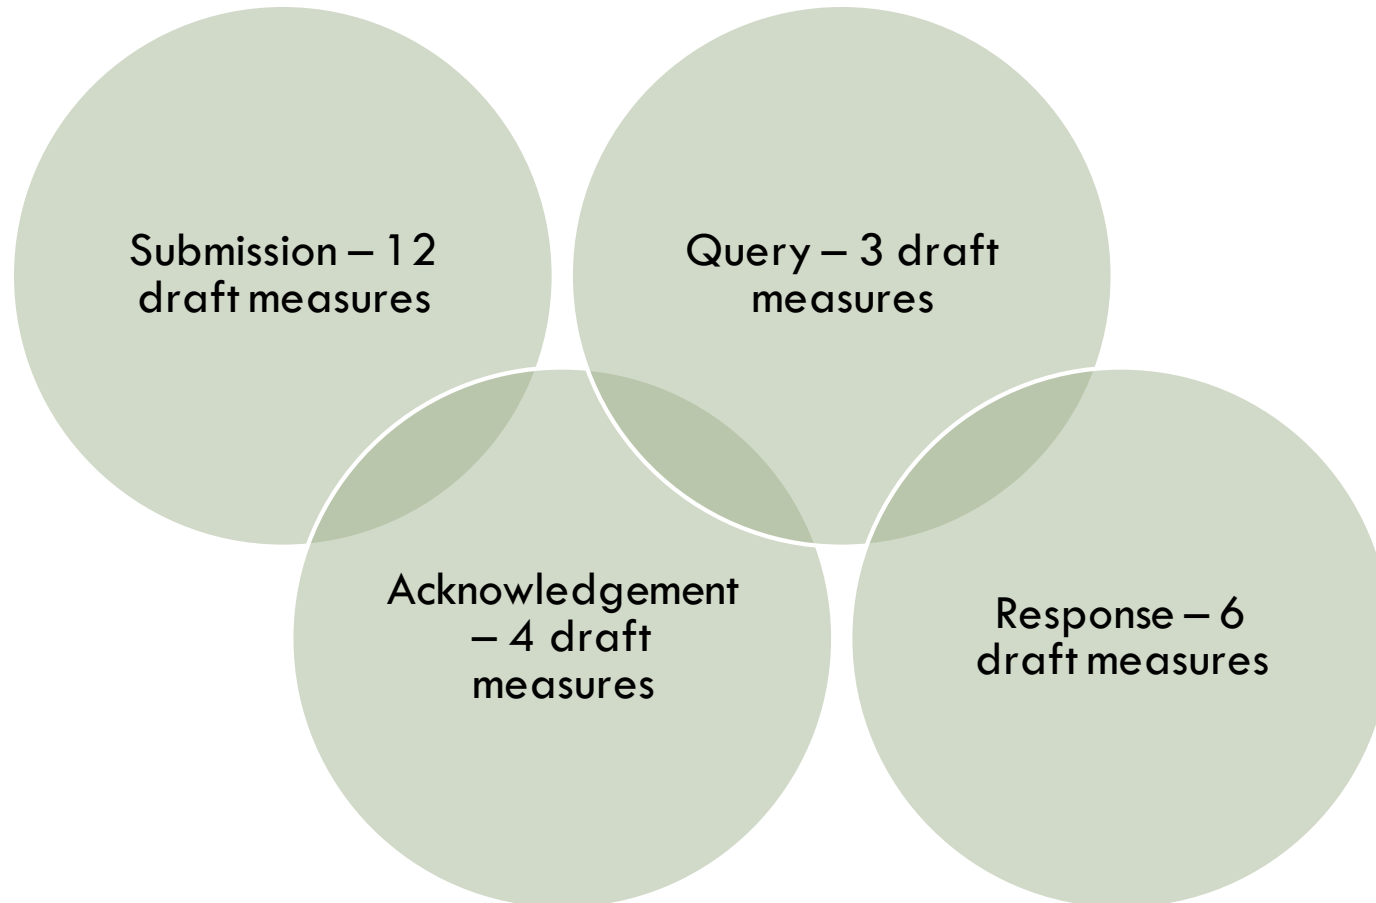 Submission – 12
draft measures
Query – 3 draft
measures
Acknowledgement
– 4 draft
measures
Response – 6
draft measures